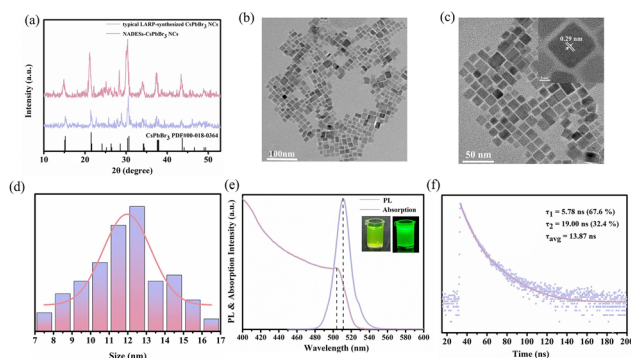 (a)
typical LARP-synthesized CsPbBr3 NCs
NADESs-CsPbBr3 NCs
CsPbBr3 PDF#00-018-0364
Intensity (a.u.)
10 20 30 40 50
2θ (degree)
(b)
100nm
(c)
0.29 nm
50 nm
(d)
7 8 9 10 11 12 13 14 15 16 17
Size (nm)
(e)
PL
Absorption
PL & Absorption Intensity (a.u.)
400 420 440 460 480 500 520 540 560 580 600
Wavelength (nm)
(f)
τ1 = 5.78 ns (67.6 %)
τ2 = 19.00 ns (32.4 %)
τavg = 13.87 ns
20 40 60 80 100 120 140 160 180 200
Time (ns)